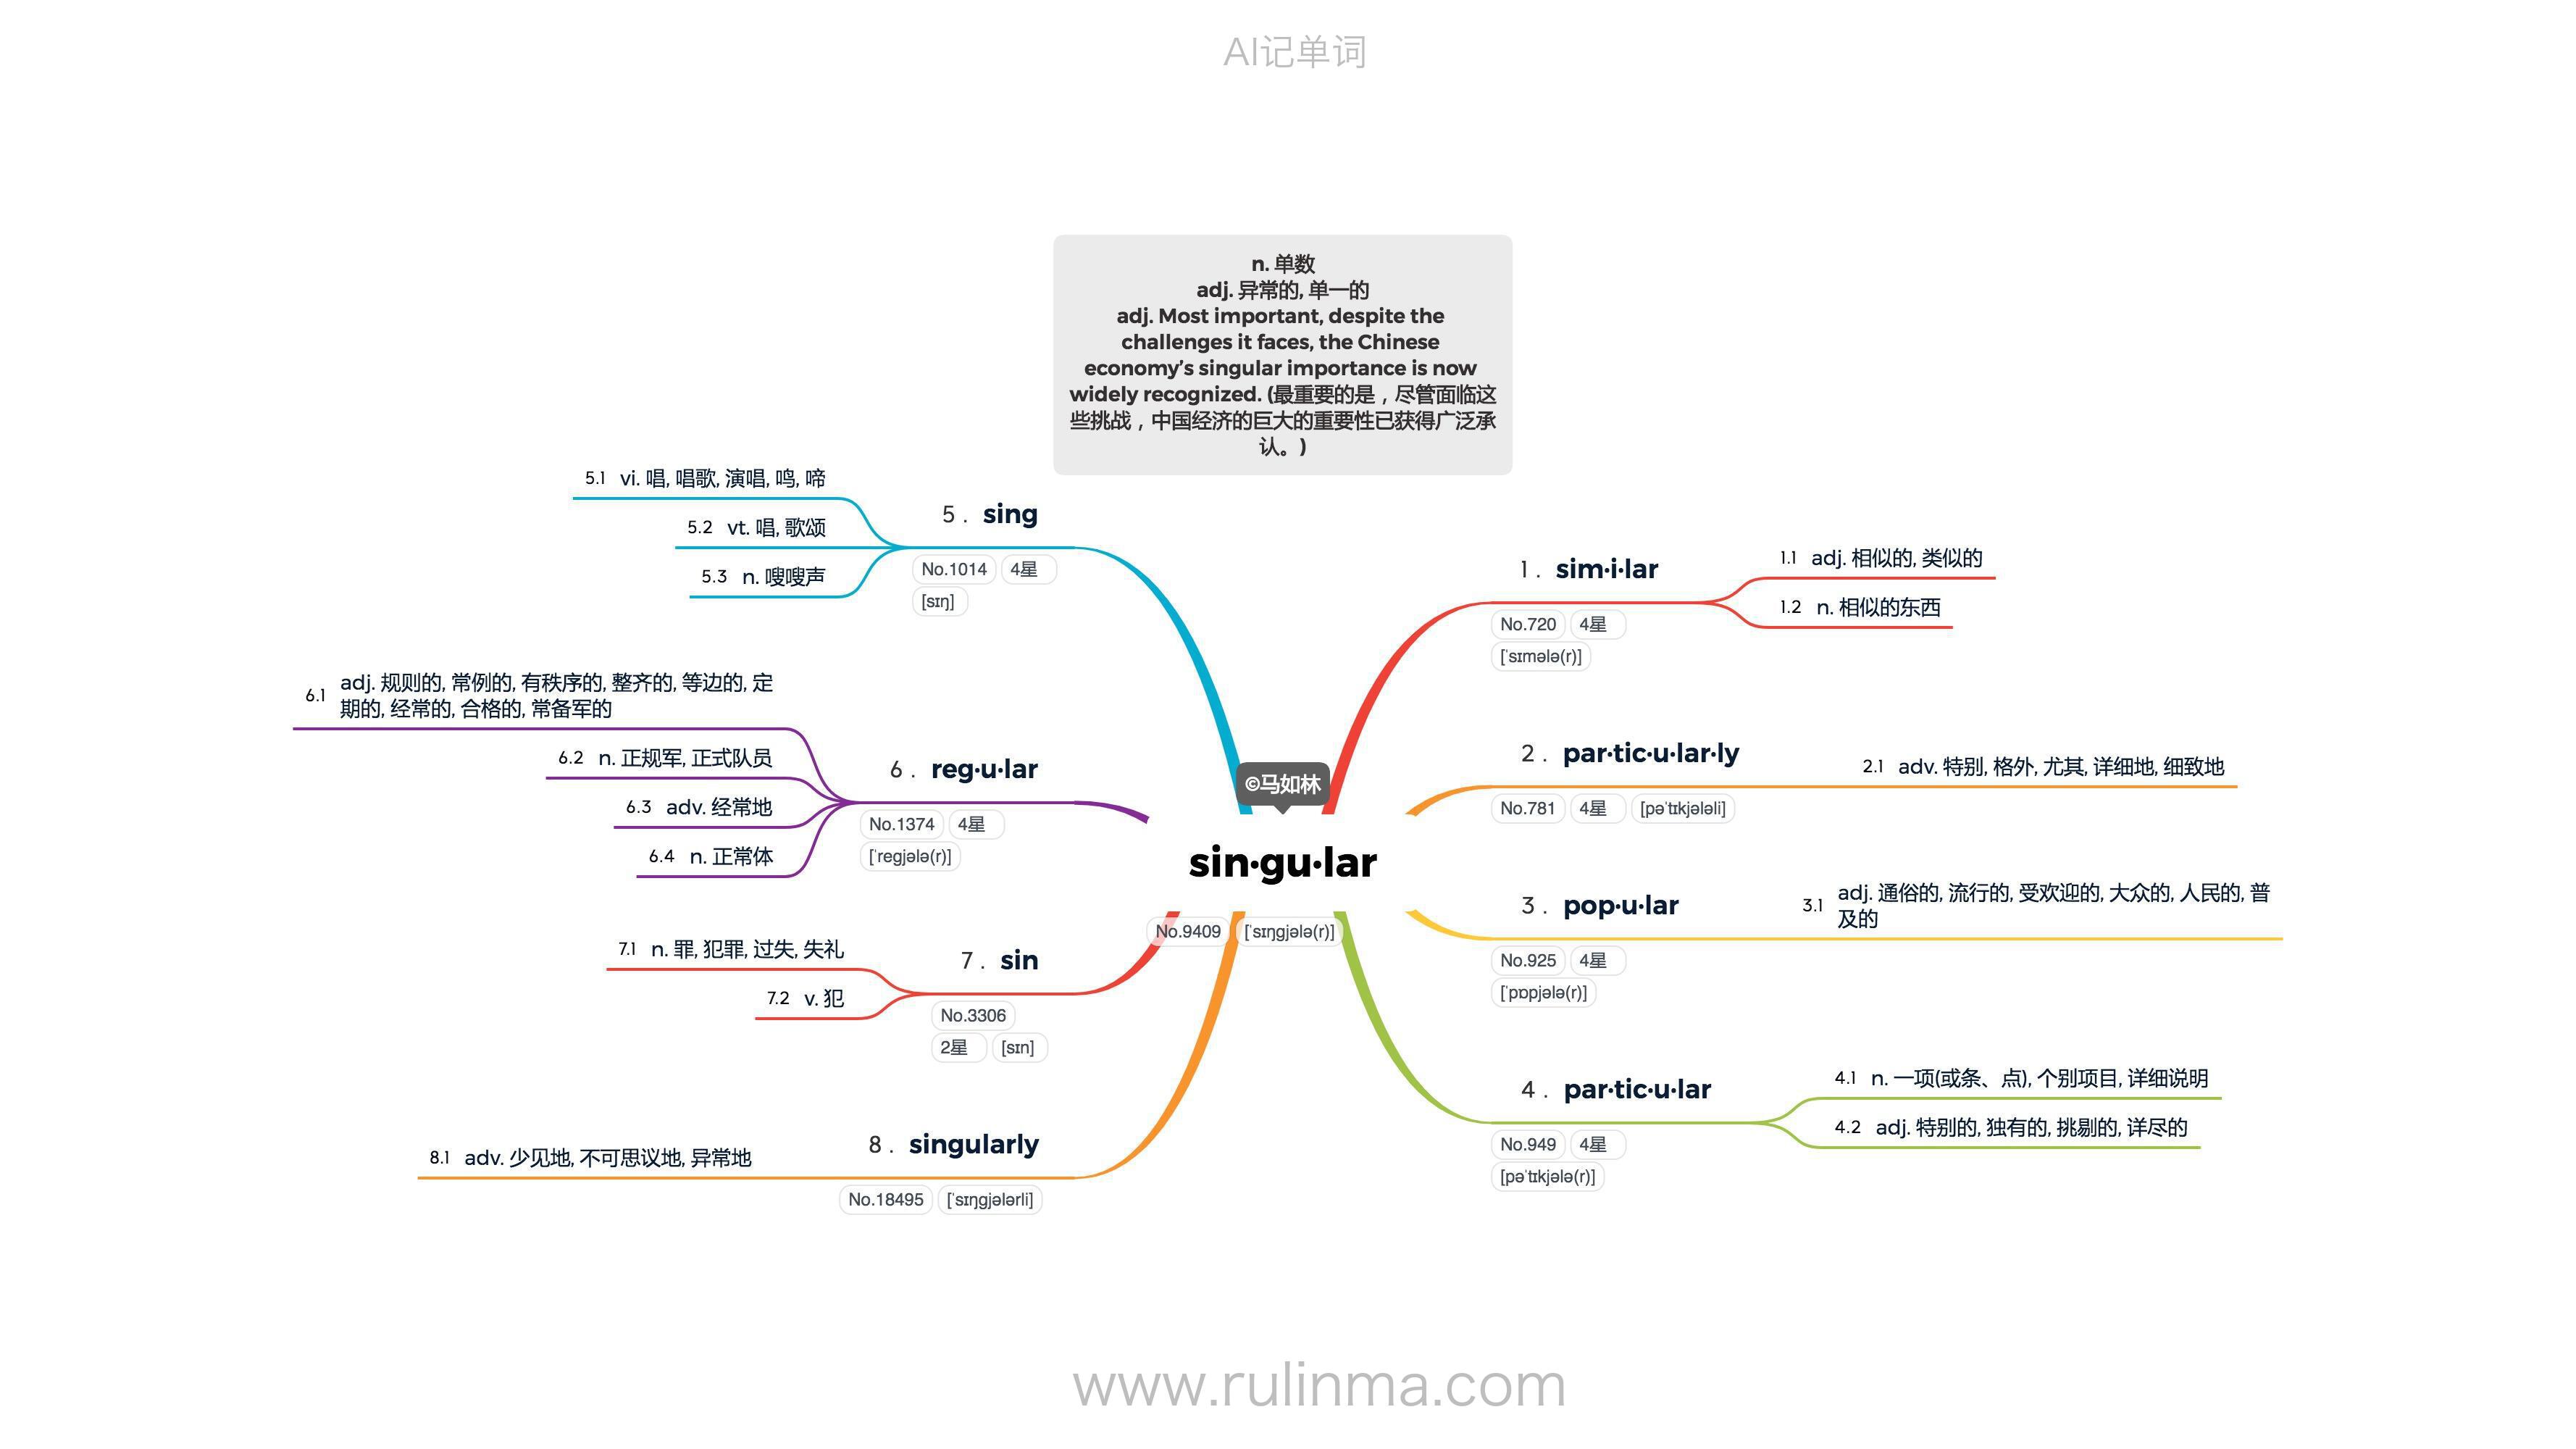 AI记单词
n. 单数
adj. 异常的, 单一的
adj. Most important, despite the
challenges it faces, the Chinese
economy’s singular importance is now
widely recognized. (最重要的是，尽管面临这
些挑战，中国经济的巨大的重要性已获得广泛承
认。)
©马如林
sin·gu·lar
No.9409 [ˈsɪŋgjələ(r)]
1. sim·i·lar
No.720 4星
[ˈsɪmələ(r)]
1.1 adj. 相似的, 类似的
1.2 n. 相似的东西
2. par·tic·u·lar·ly
No.781 4星 [pəˈtɪkjələli]
2.1 adv. 特别, 格外, 尤其, 详细地, 细致地
3. pop·u·lar
No.925 4星
[ˈpɒpjələ(r)]
3.1 adj. 通俗的, 流行的, 受欢迎的, 大众的, 人民的, 普
及的
4. par·tic·u·lar
No.949 4星
[pəˈtɪkjələ(r)]
4.1 n. 一项(或条、点), 个别项目, 详细说明
4.2 adj. 特别的, 独有的, 挑剔的, 详尽的
5. sing
No.1014 4星
[sɪŋ]
5.1 vi. 唱, 唱歌, 演唱, 鸣, 啼
5.2 vt. 唱, 歌颂
5.3 n. 嗖嗖声
6. reg·u·lar
No.1374 4星
[ˈregjələ(r)]
6.1 adj. 规则的, 常例的, 有秩序的, 整齐的, 等边的, 定
期的, 经常的, 合格的, 常备军的
6.2 n. 正规军, 正式队员
6.3 adv. 经常地
6.4 n. 正常体
7. sin
No.3306
2星 [sɪn]
7.1 n. 罪, 犯罪, 过失, 失礼
7.2 v. 犯
8. singularly
No.18495 [ˈsɪŋgjələrli]
8.1 adv. 少见地, 不可思议地, 异常地
www.rulinma.com